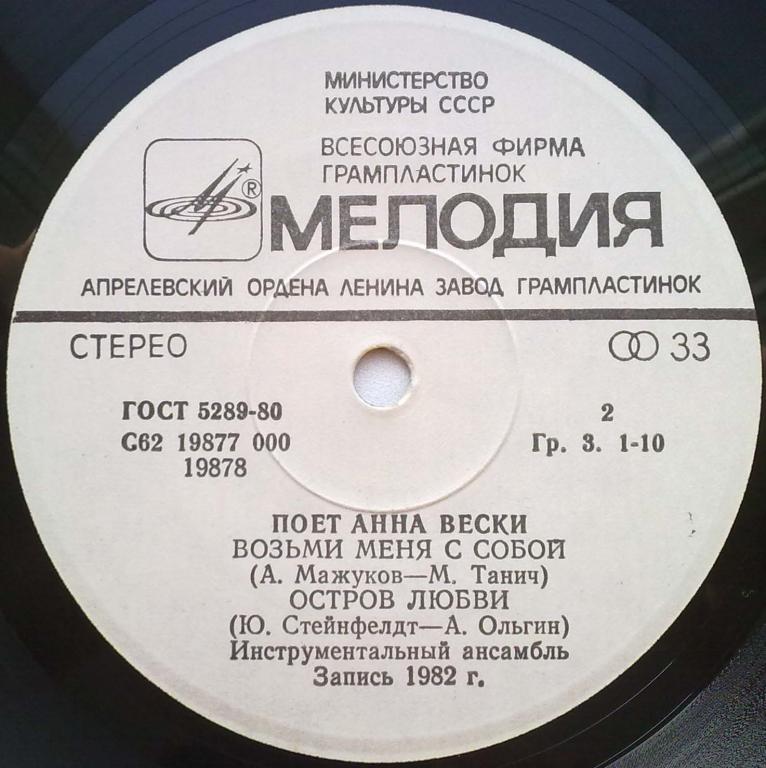 МИНИСТЕРСТВО
КУЛЬТУРЫ СССР
ВСЕСОЮЗНАЯ ФИРМА
ГРАМПЛАСТИНОК
® МЕЛОДИЯ
АПРЕЛЕВСКИЙ ОРДЕНА ЛЕНИНА ЗАВОД ГРАМПЛАСТИНОК
СТЕРЕО 33
ГОСТ 5289-80 2
С62 19877 000 Гр. 3. 1-10
19878
ПОЕТ АННА ВЕСКИ
ВОЗЬМИ МЕНЯ С СОБОЙ
(А. Мажуков—М. Танич)
ОСТРОВ ЛЮБВИ
(Ю. Стейнфелдт—А. Ольгин)
Инструментальный ансамбль
Запись 1982 г.